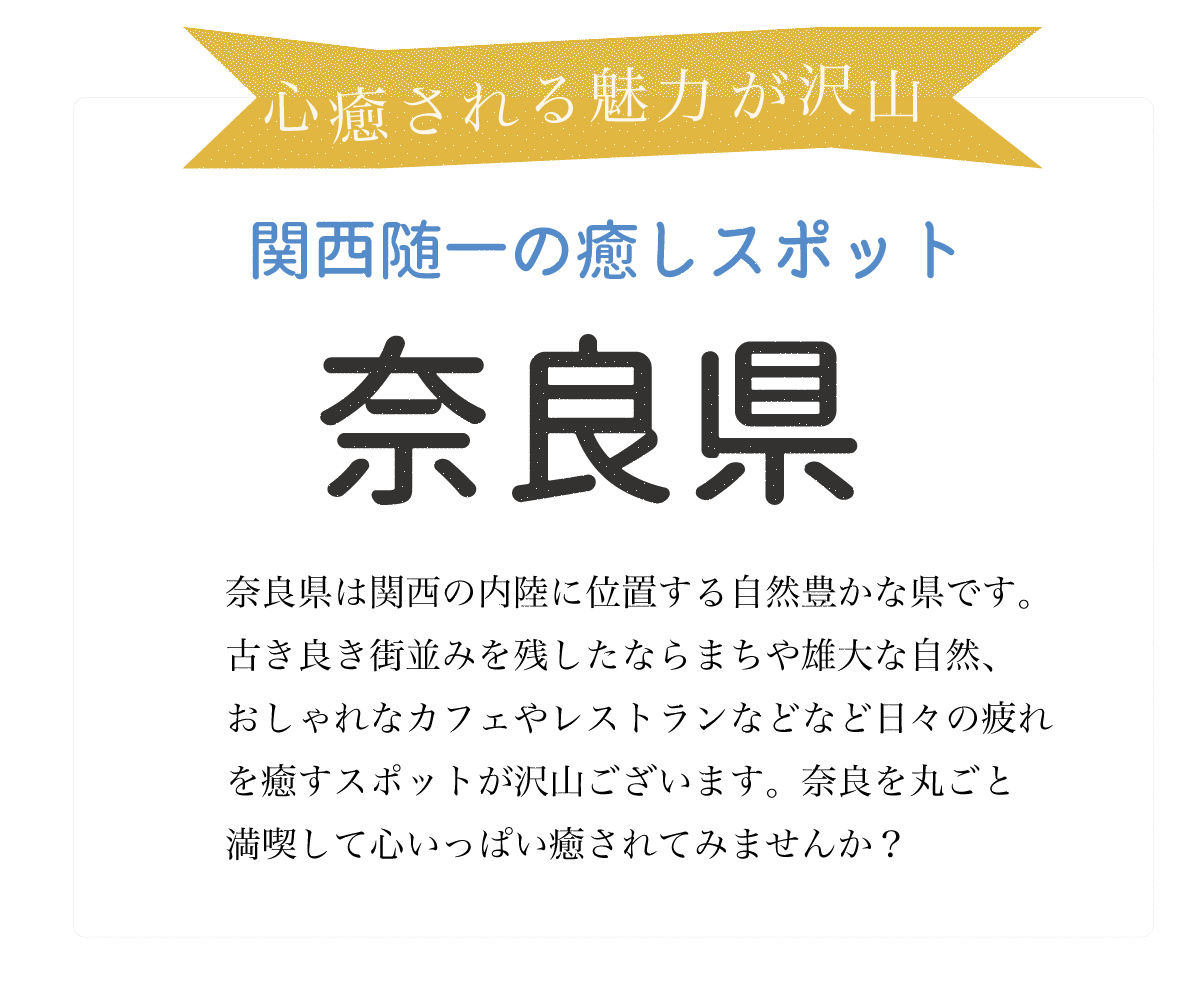 心癒される魅力が沢山
関西随一の癒しスポット
奈良県
奈良県は関西の内陸に位置する自然豊かな県です。
古き良き街並みを残したならまちや雄大な自然、
おしゃれなカフェやレストランなどなど日々の疲れ
を癒すスポットが沢山ございます。奈良を丸ごと
満喫して心いっぱい癒されてみませんか？